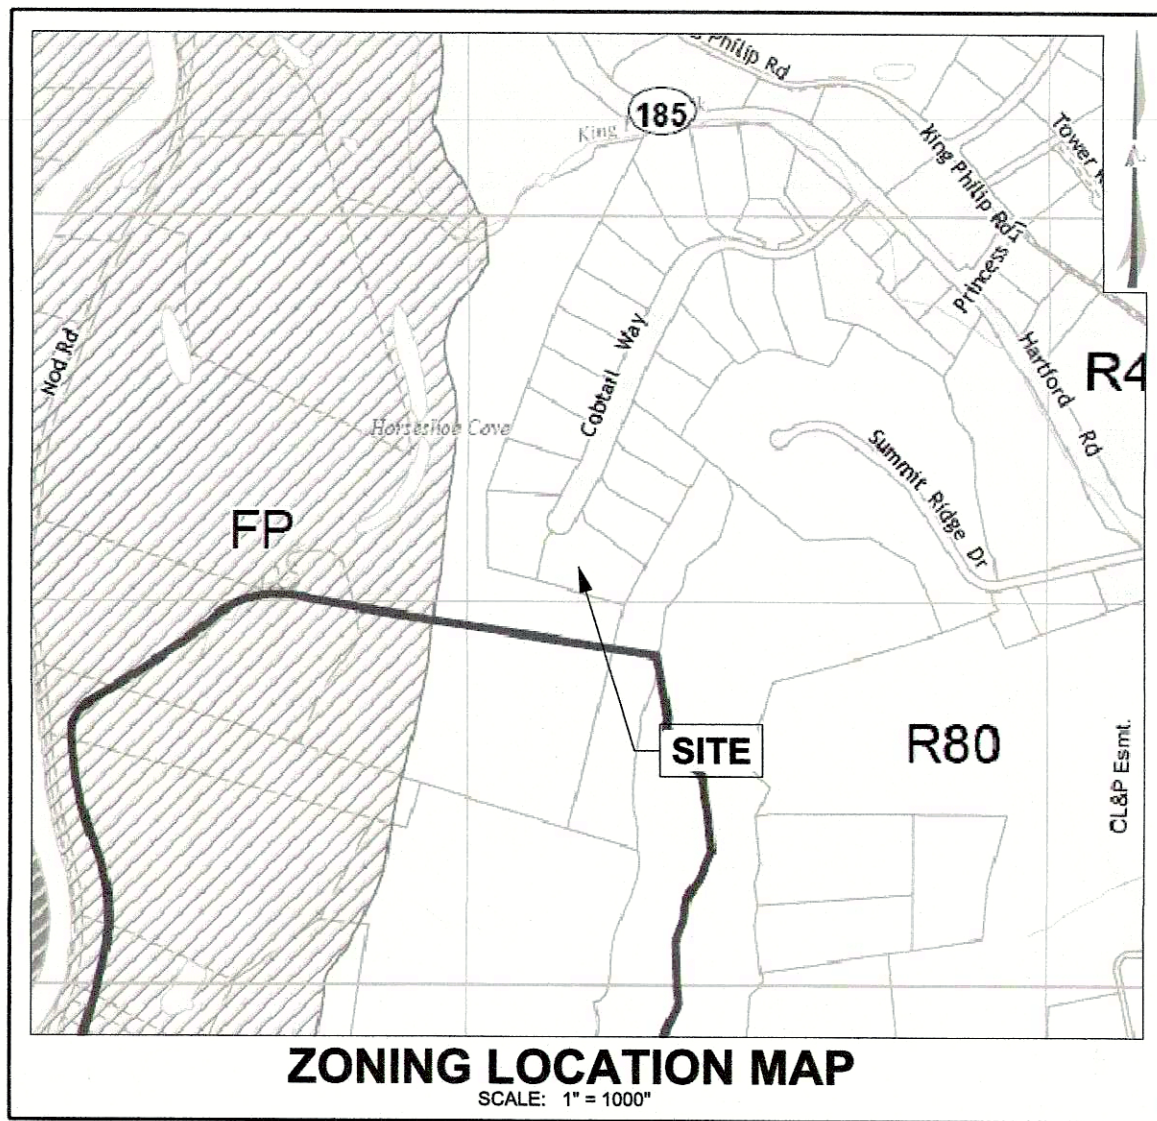 Philip Rd
185
King
King Philip Rd
Tower
Princess
Nod Rd
Cobtail Way
Hartford Rd
R4
Horseshoe Cove
Summit Ridge Dr
FP
SITE
R80
CL&P Esmt.
ZONING LOCATION MAP
SCALE: 1" = 1000"